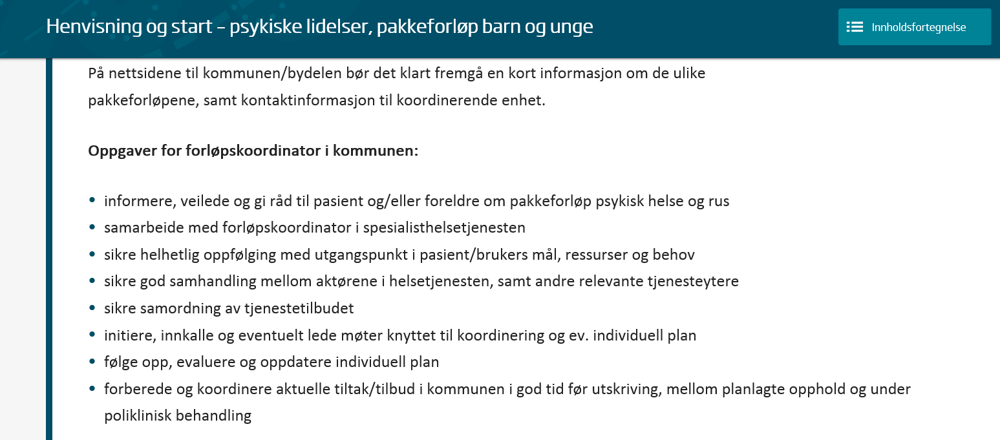 Henvisning og start – psykiske lidelser, pakkeforløp barn og unge
Innholdsfortegnelse
På nettsidene til kommunen/bydelen bør det klart fremgå en kort informasjon om de ulike
pakkeforløpene, samt kontaktinformasjon til koordinerende enhet.
Oppgaver for forløpskoordinator i kommunen:
• informere, veilede og gi råd til pasient og/eller foreldre om pakkeforløp psykisk helse og rus
• samarbeide med forløpskoordinator i spesialisthelsetjenesten
• sikre helhetlig oppfølging med utgangspunkt i pasient/brukers mål, ressurser og behov
• sikre god samhandling mellom aktørene i helsetjenesten, samt andre relevante tjenesteytere
• sikre samordning av tjenestetilbudet
• initiere, innkalle og eventuelt lede møter knyttet til koordinering og ev. individuell plan
• følge opp, evaluere og oppdatere individuell plan
• forberede og koordinere aktuelle tiltak/tilbud i kommunen i god tid før utskriving, mellom planlagte opphold og under
poliklinisk behandling